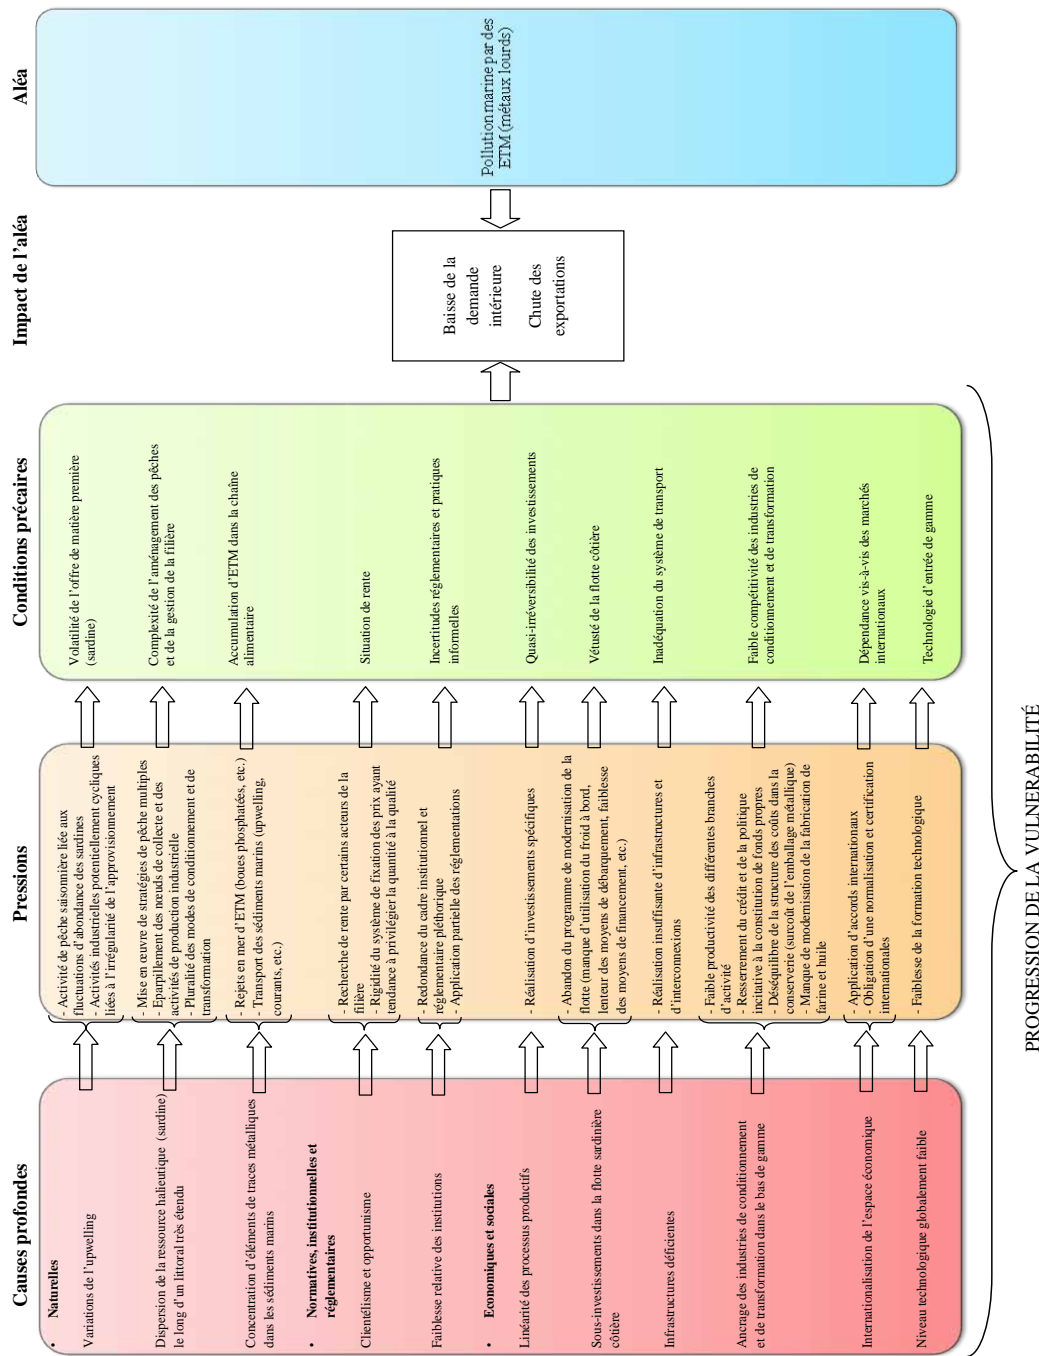 Causes profondes
• Naturelles
Variations de l'upwelling
Dispersion de la ressource halieutique (sardine)
le long d'un littoral très étendu
Concentration d'éléments de traces métalliques
dans les sédiments marins
• Normatives, institutionnelles et
réglementaires
Clientélisme et opportunisme
Faiblesse relative des institutions
• Economiques et sociales
Linéarité des processus productifs
Sous-investissements dans la flotte sardinière
côtière
Infrastructures déficientes
Ancrage des industries de conditionnement
et de transformation dans le bas de gamme
Internationalisation de l'espace économique
Niveau technologique globalement faible
Pressions
- Activité de pêche saisonnière liée aux
fluctuations d'abondance des sardines
- Activités industrielles potentiellement cycliques
liées à l'irrégularité de l'approvisionnement
- Mise en œuvre de stratégies de pêche multiples
- Eparpillement des nœuds de collecte et des
activités de production industrielle
- Pluralité des modes de conditionnement et de
transformation
- Rejets en mer d'ETM (boues phosphatées, etc.)
- Transport des sédiments marins (upwelling,
courants, etc.)
- Recherche de rente par certains acteurs de la
filière
- Rigidité du système de fixation des prix ayant
tendance à privilégier la quantité à la qualité
- Redondance du cadre institutionnel et
réglementaire pléthorique
- Application partielle des réglementations
- Réalisation d'investissements spécifiques
- Abandon du programme de modernisation de la
flotte (manque d'utilisation du froid à bord,
lenteur des moyens de débarquement, faiblesse
des moyens de financement, etc.)
- Réalisation insuffisante d'infrastructures et
d'interconnexions
- Faible productivité des différentes branches
d'activité
- Resserrement du crédit et de la politique
incitative à la constitution de fonds propres
- Déséquilibre de la structure des coûts dans la
conserverie (surcoût de l'emballage métallique)
- Manque de modernisation de la fabrication de
farine et huile
- Application d'accords internationaux
- Obligation d'une normalisation et certification
internationales
- Faiblesse de la formation technologique
Conditions précaires
Volatilité de l'offre de matière première
(sardine)
Complexité de l'aménagement des pêches
et de la gestion de la filière
Accumulation d'ETM dans la chaîne
alimentaire
Situation de rente
Incertitudes réglementaires et pratiques
informelles
Quasi-irréversibilité des investissements
Vétusté de la flotte côtière
Inadéquation du système de transport
Faible compétitivité des industries de
conditionnement et de transformation
Dépendance vis-à-vis des marchés
internationaux
Technologie d'entrée de gamme
Impact de l'aléa
Baisse de la
demande
intérieure
Chute des
exportations
Aléa
Pollution marine par des
ETM (métaux lourds)
PROGRESSION DE LA VULNERABILITÉ